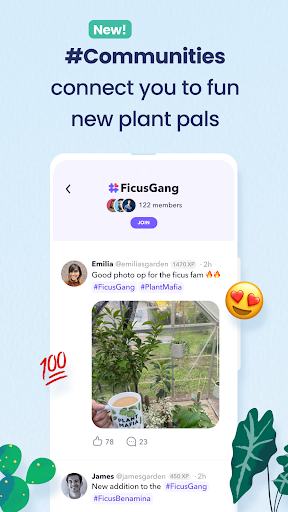 New!
#Communities
connect you to fun
new plant pals
#FicusGang
122 members
JOIN
Emilia @emiliasgarden 1470 XP · 2h
Good photo op for the ficus fam 🔥🔥
#FicusGang #PlantMafia
PLANT
MAFIA
78 23
100
James @jamesgarden 450 XP · 2h
New addition to the #FicusGang
#FicusBenamina